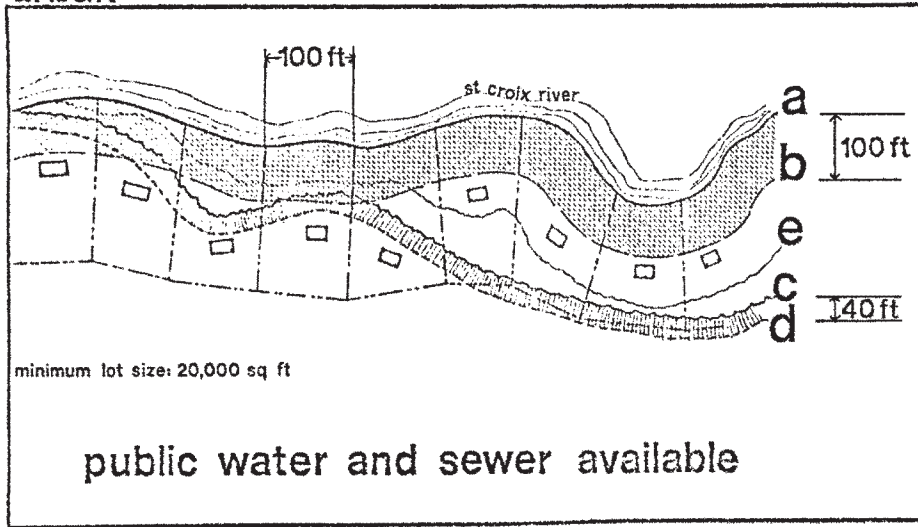 100 ft
st croix river
a
100 ft
b
e
c
40 ft
d
minimum lot size: 20,000 sq ft
public water and sewer available